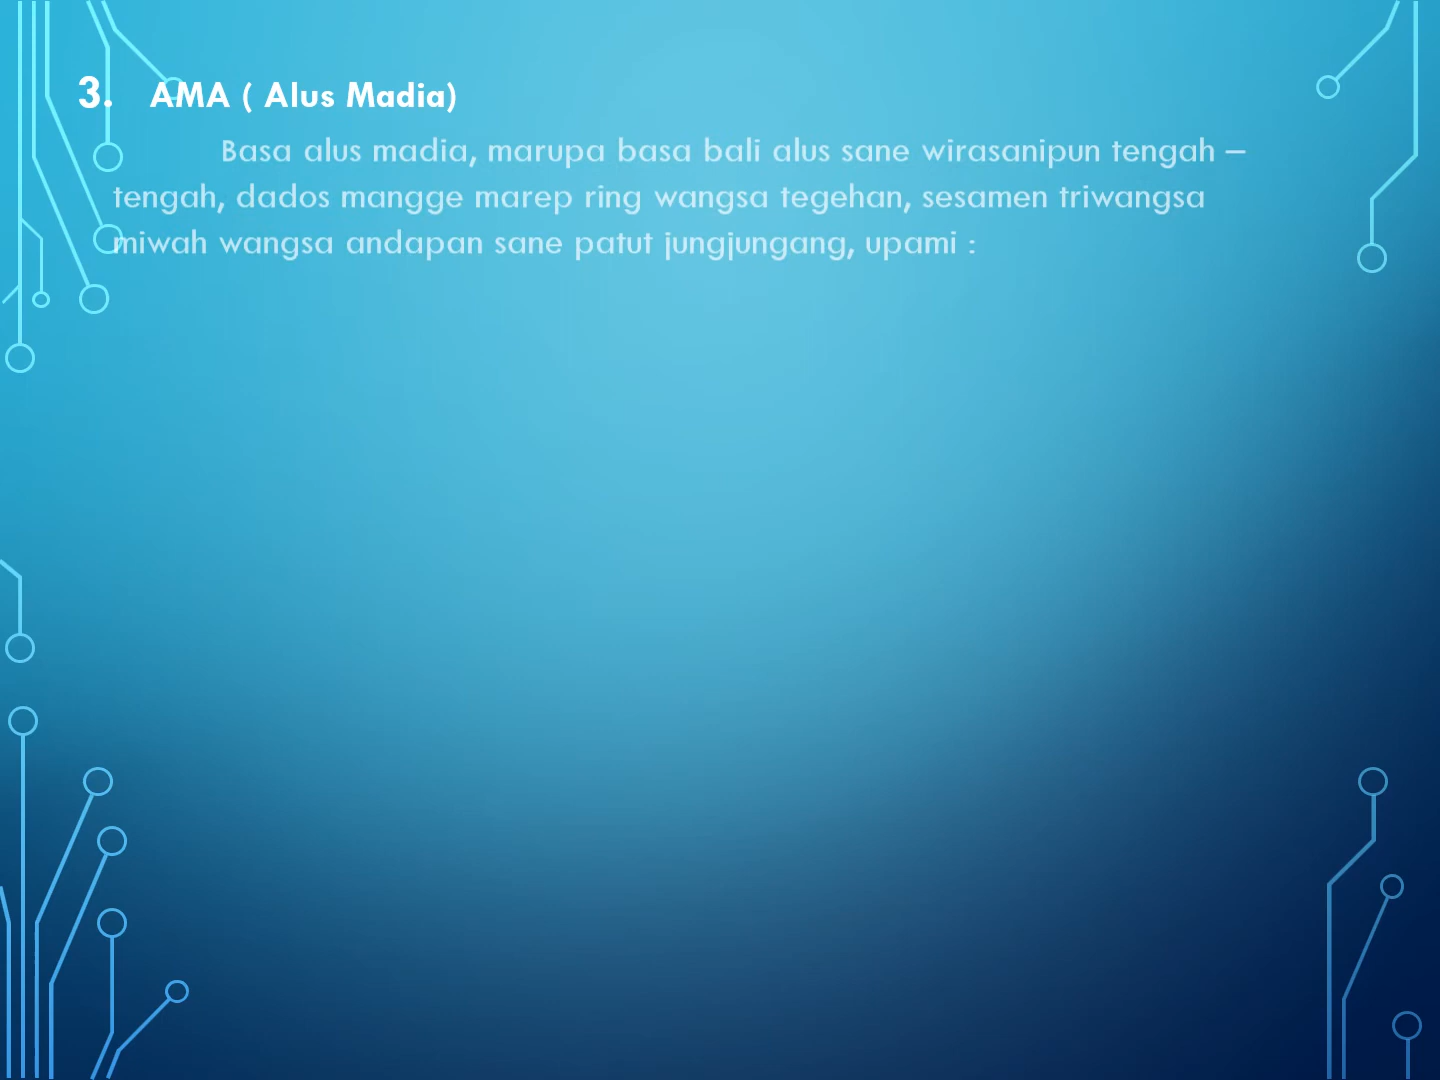 3. AMA ( Alus Madia)
Basa alus madia, marupa basa bali alus sane wirasanipun tengah –
tengah, dados mangge marep ring wangsa tegehan, sesamen triwangsa
miwah wangsa andapan sane patut jungjungang, upami :